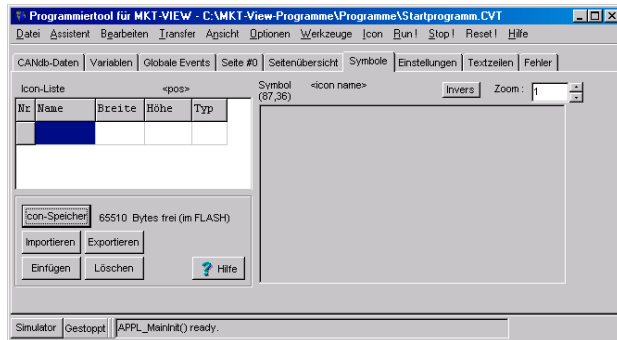 Programmiertool für MKT-VIEW - C:\MKT-View-Programme\Programme\Startprogramm.CVT
Datei Assistent Bearbeiten Transfer Ansicht Optionen Werkzeuge Icon Run! Stop! Reset! Hilfe
CANdb-Daten Variablen Globale Events Seite #0 Seitenübersicht Symbole Einstellungen Textzeilen Fehler
Icon-Liste <pos>
Nr Name Breite Höhe Typ
Symbol <icon name> Invers Zoom : 1
(87,36)
con-Speicher 65510 Bytes frei (im FLASH)
Importieren Exportieren
Einfügen Löschen ? Hilfe
Simulator Gestoppt APPL_MainInit() ready.